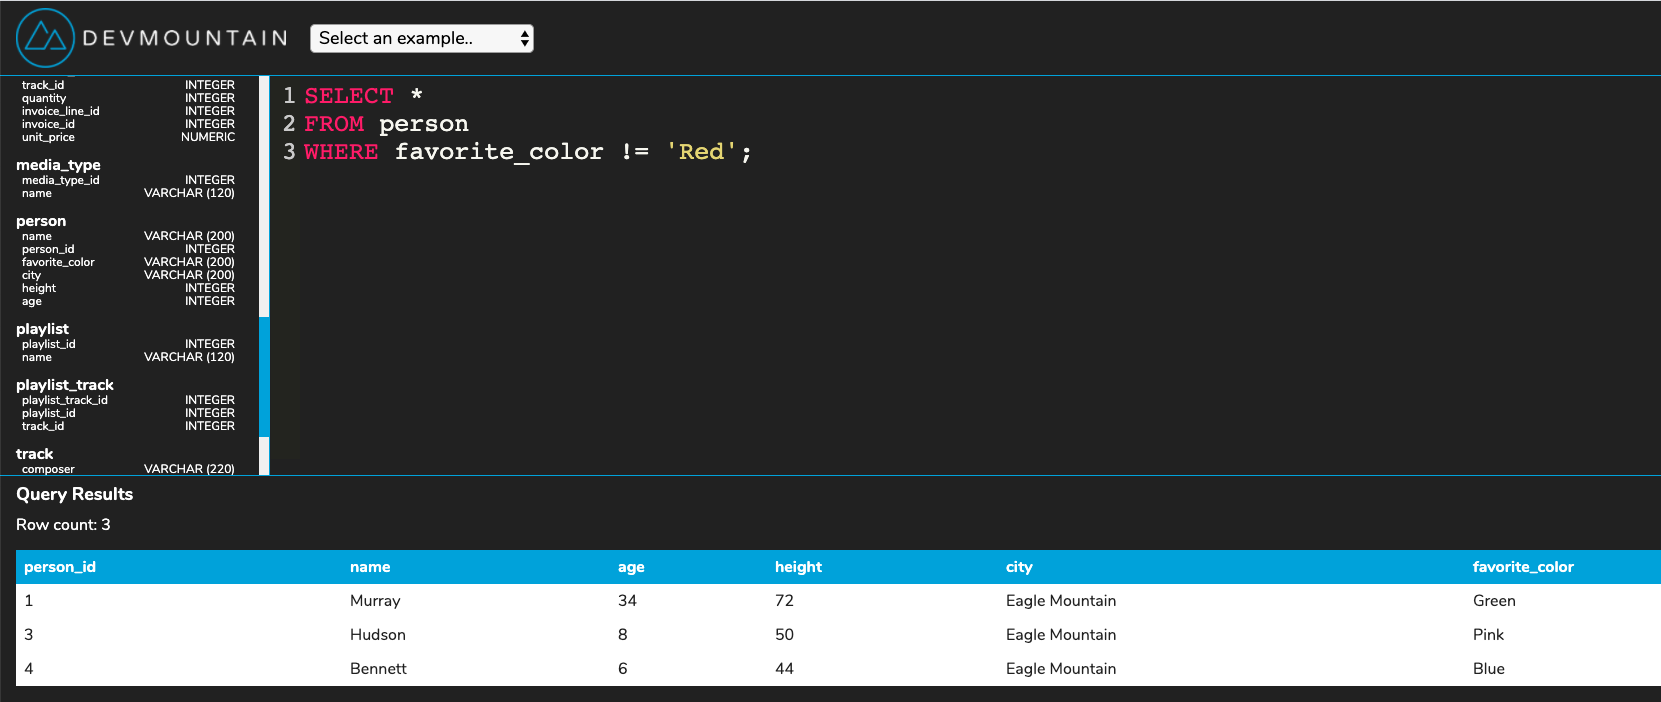 DEVMOUNTAIN
Select an example..
track_id INTEGER
quantity INTEGER
invoice_line_id INTEGER
invoice_id INTEGER
unit_price NUMERIC
media_type
media_type_id INTEGER
name VARCHAR (120)
person
name VARCHAR (200)
person_id INTEGER
favorite_color VARCHAR (200)
city VARCHAR (200)
height INTEGER
age INTEGER
playlist
playlist_id INTEGER
name VARCHAR (120)
playlist_track
playlist_track_id INTEGER
playlist_id INTEGER
track_id INTEGER
track
composer VARCHAR (220)
1 SELECT *
2 FROM person
3 WHERE favorite_color != 'Red';
Query Results
Row count: 3
person_id name age height city favorite_color
1 Murray 34 72 Eagle Mountain Green
3 Hudson 8 50 Eagle Mountain Pink
4 Bennett 6 44 Eagle Mountain Blue